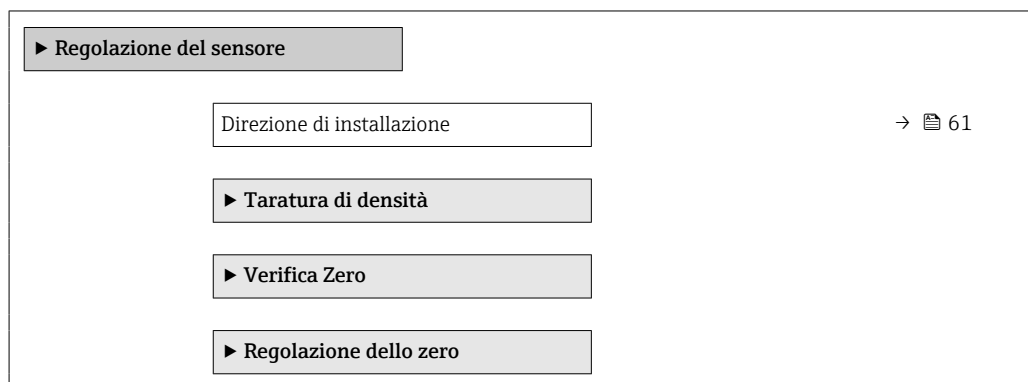 ▶ Regolazione del sensore
Direzione di installazione → 61
▶ Taratura di densità
▶ Verifica Zero
▶ Regolazione dello zero